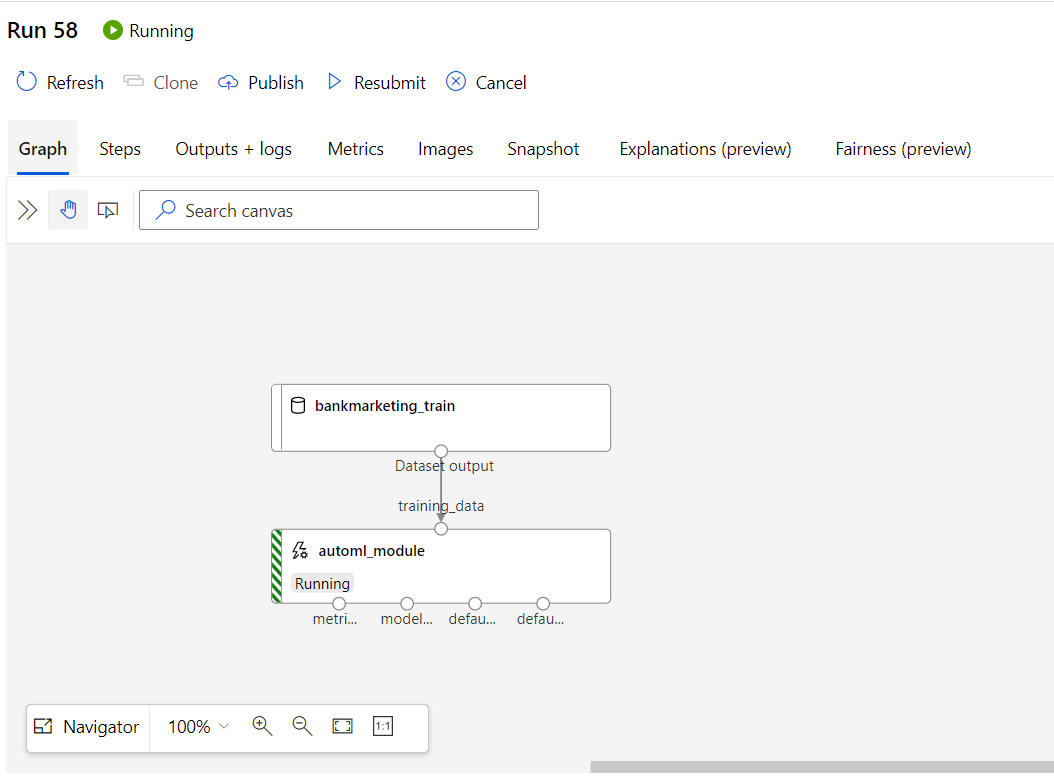 Run 58 Running
Refresh Clone Publish Resubmit Cancel
Graph Steps Outputs + logs Metrics Images Snapshot Explanations (preview) Fairness (preview)
Search canvas
bankmarketing_train
Dataset output
training_data
automl_module
Running
metri... model... defau... defau...
Navigator 100% 1:1